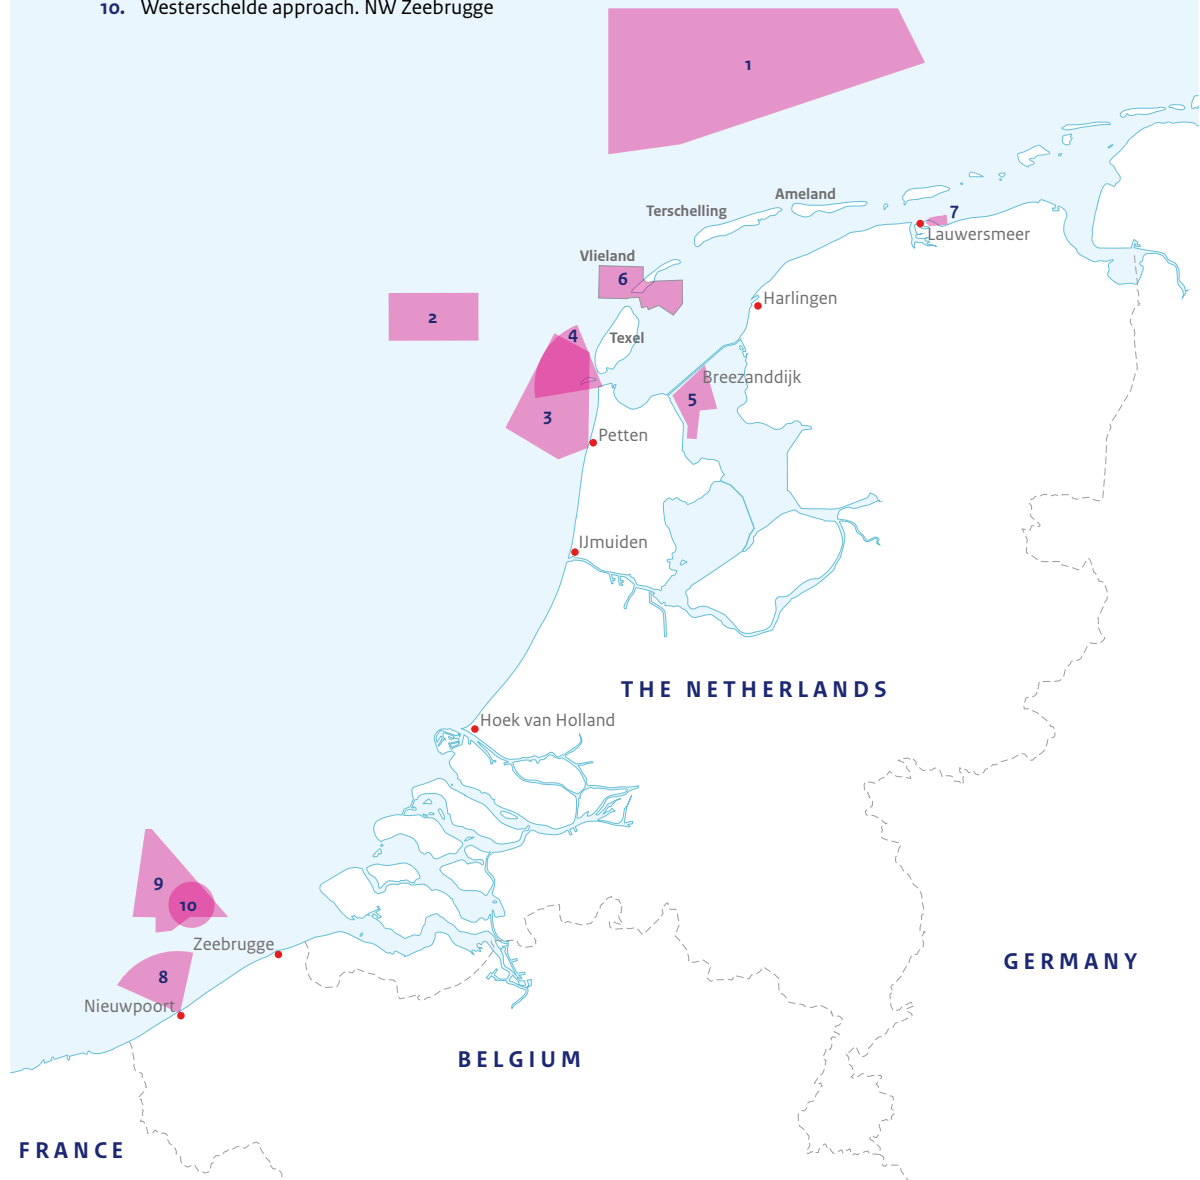 10. Westerschelde approach. NW Zeebrugge
1
Ameland
Terschelling
7
Lauwersmeer
Vlieland
6
Harlingen
2
4
Texel
Breezanddijk
5
3
Petten
IJmuiden
THE NETHERLANDS
Hoek van Holland
9
10
Zeebrugge
GERMANY
8
Nieuwpoort
BELGIUM
FRANCE